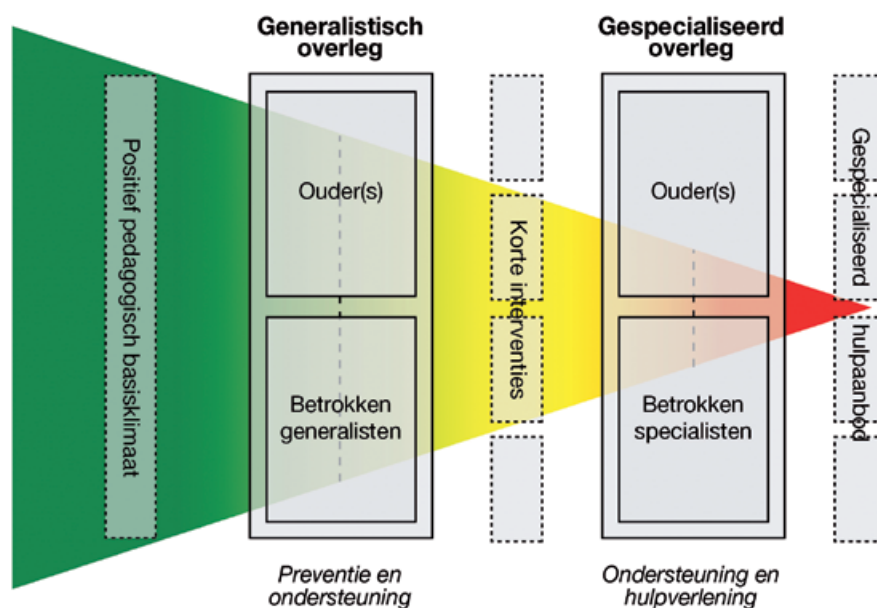 Generalistisch
overleg
Gespecialiseerd
overleg
Positief pedagogisch basisklimaat
Ouder(s)
Betrokken
generalisten
Korte interventies
Ouder(s)
Betrokken
specialisten
Gespecialiseerd hulpaanbod
Preventie en
ondersteuning
Ondersteuning en
hulpverlening